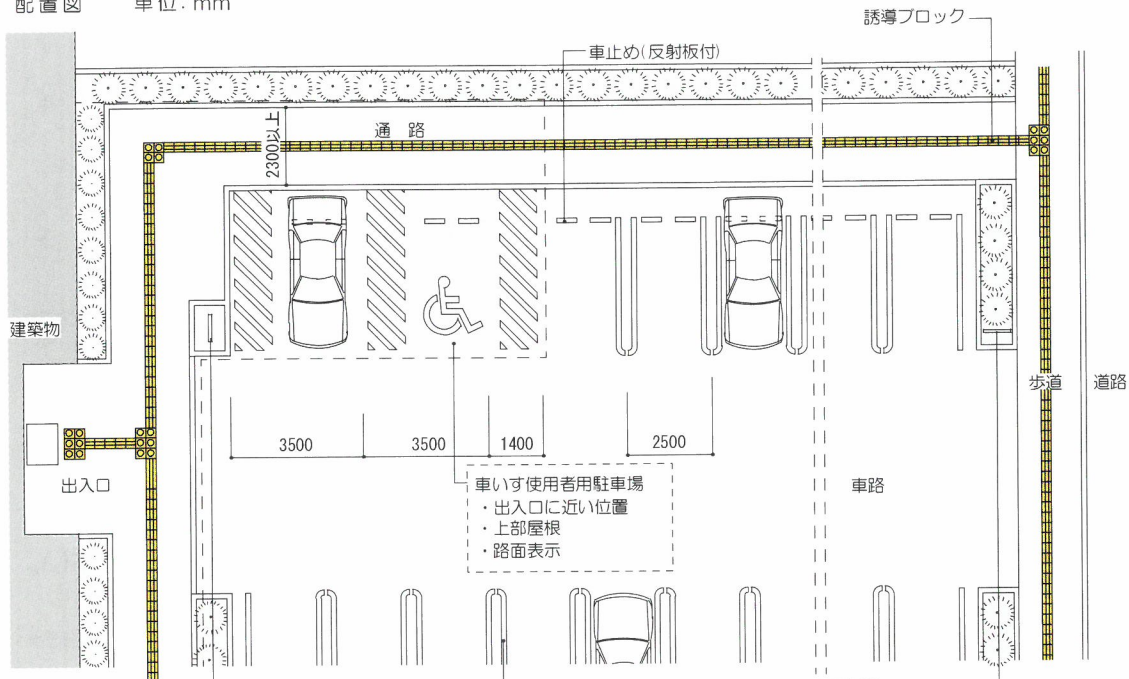 配置図 単位：mm
誘導ブロック
車止め(反射板付)
通 路
2300以上
建築物
歩道
道路
3500
3500
1400
2500
出入口
車いす使用者用駐車場
・出入口に近い位置
・上部屋根
・路面表示
車路